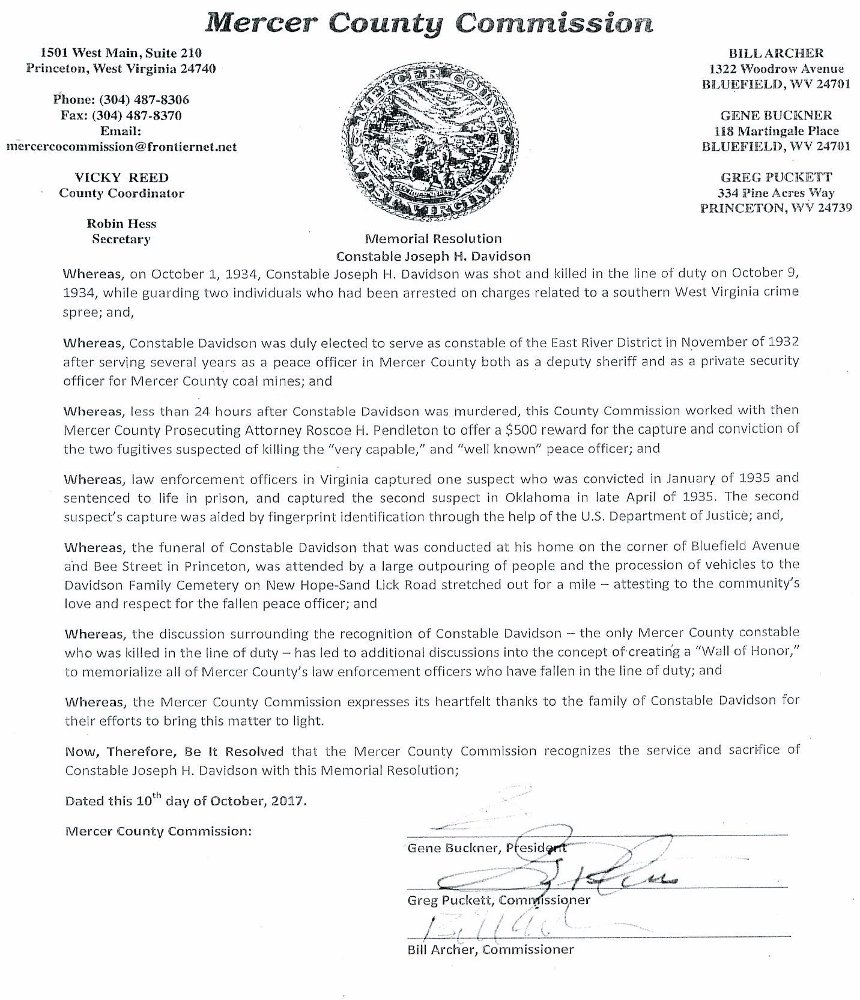 Mercer County Commission
1501 West Main, Suite 210
Princeton, West Virginia 24740
Phone: (304) 487-8306
Fax: (304) 487-8370
Email:
mercercocommission@frontiernet.net
VICKY REED
County Coordinator
Robin Hess
Secretary
MERCER COUNTY
WEST VIRGINIA
BILL ARCHER
1322 Woodrow Avenue
BLUEFIELD, WV 24701
GENE BUCKNER
118 Martingale Place
BLUEFIELD, WV 24701
GREG PUCKETT
334 Pine Acres Way
PRINCETON, WV 24739
Memorial Resolution
Constable Joseph H. Davidson
Whereas, on October 1, 1934, Constable Joseph H. Davidson was shot and killed in the line of duty on October 9,
1934, while guarding two individuals who had been arrested on charges related to a southern West Virginia crime
spree; and,
Whereas, Constable Davidson was duly elected to serve as constable of the East River District in November of 1932
after serving several years as a peace officer in Mercer County both as a deputy sheriff and as a private security
officer for Mercer County coal mines; and
Whereas, less than 24 hours after Constable Davidson was murdered, this County Commission worked with then
Mercer County Prosecuting Attorney Roscoe H. Pendleton to offer a $500 reward for the capture and conviction of
the two fugitives suspected of killing the “very capable,” and “well known” peace officer; and
Whereas, law enforcement officers in Virginia captured one suspect who was convicted in January of 1935 and
sentenced to life in prison, and captured the second suspect in Oklahoma in late April of 1935. The second
suspect’s capture was aided by fingerprint identification through the help of the U.S. Department of Justice; and,
Whereas, the funeral of Constable Davidson that was conducted at his home on the corner of Bluefield Avenue
and Bee Street in Princeton, was attended by a large outpouring of people and the procession of vehicles to the
Davidson Family Cemetery on New Hope-Sand Lick Road stretched out for a mile – attesting to the community’s
love and respect for the fallen peace officer; and
Whereas, the discussion surrounding the recognition of Constable Davidson – the only Mercer County constable
who was killed in the line of duty – has led to additional discussions into the concept of creating a “Wall of Honor,”
to memorialize all of Mercer County’s law enforcement officers who have fallen in the line of duty; and
Whereas, the Mercer County Commission expresses its heartfelt thanks to the family of Constable Davidson for
their efforts to bring this matter to light.
Now, Therefore, Be It Resolved that the Mercer County Commission recognizes the service and sacrifice of
Constable Joseph H. Davidson with this Memorial Resolution;
Dated this 10th day of October, 2017.
Mercer County Commission:
Gene Buckner, President
Greg Puckett, Commissioner
Bill Archer, Commissioner